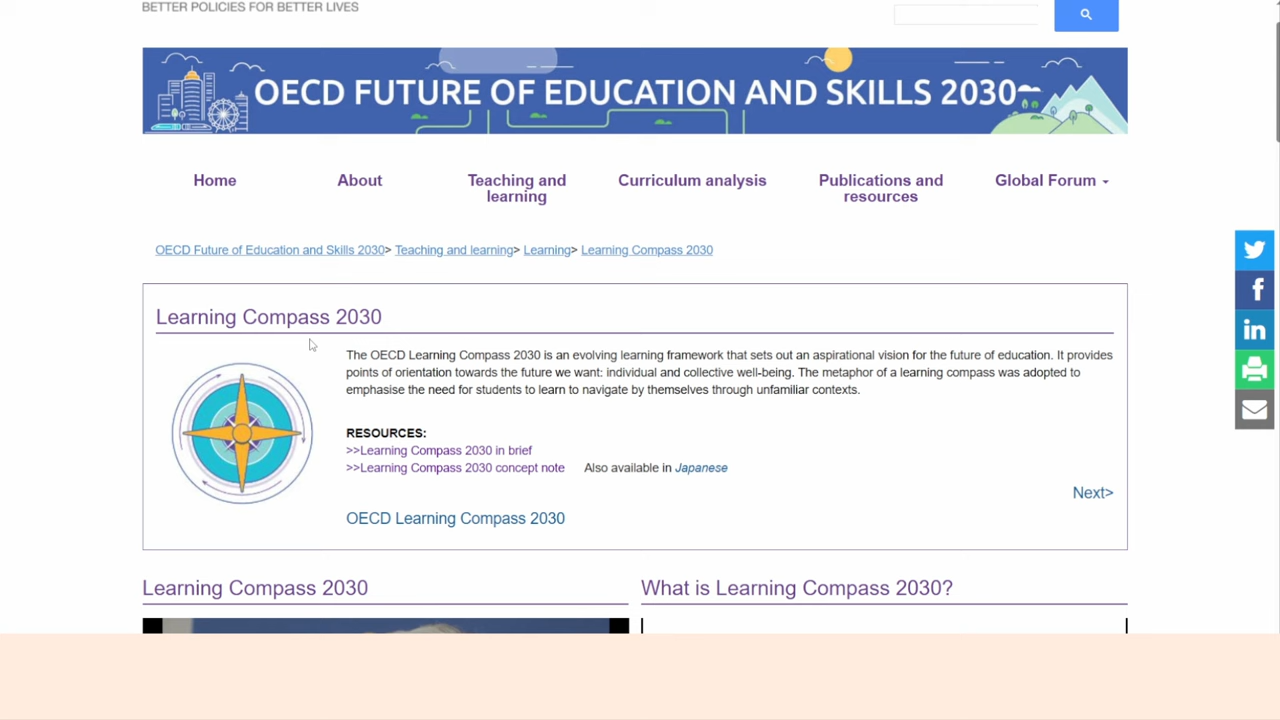 BETTER POLICIES FOR BETTER LIVES
OECD FUTURE OF EDUCATION AND SKILLS 2030
Home
About
Teaching and
learning
Curriculum analysis
Publications and
resources
Global Forum
OECD Future of Education and Skills 2030> Teaching and learning> Learning> Learning Compass 2030
Learning Compass 2030
The OECD Learning Compass 2030 is an evolving learning framework that sets out an aspirational vision for the future of education. It provides
points of orientation towards the future we want: individual and collective well-being. The metaphor of a learning compass was adopted to
emphasise the need for students to learn to navigate by themselves through unfamiliar contexts.
RESOURCES:
>>Learning Compass 2030 in brief
>>Learning Compass 2030 concept note Also available in Japanese
Next>
OECD Learning Compass 2030
Learning Compass 2030
What is Learning Compass 2030?